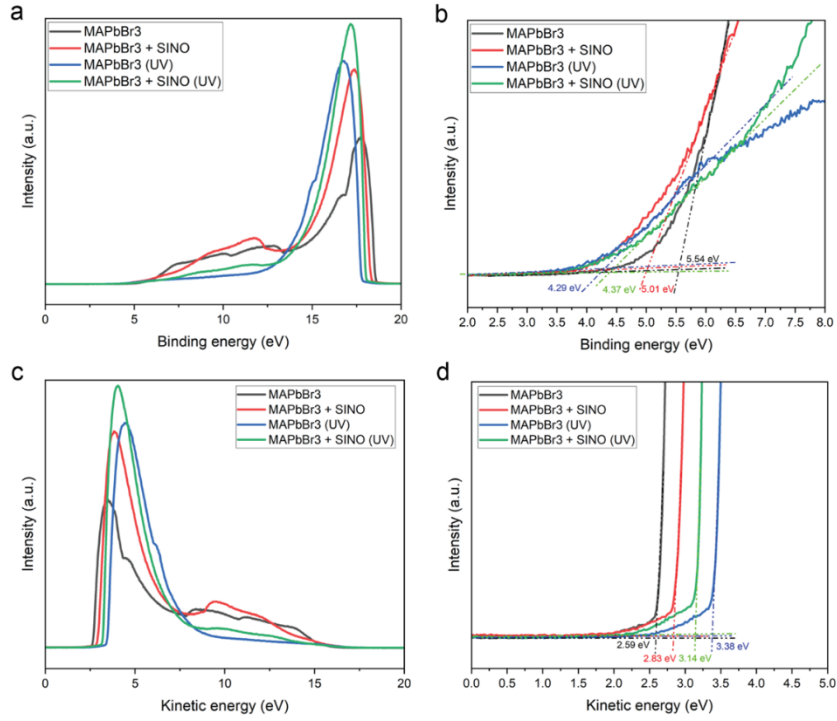 a
MAPbBr3
MAPbBr3 + SINO
MAPbBr3 (UV)
MAPbBr3 + SINO (UV)
Intensity (a.u.)
0 5 10 15 20
Binding energy (eV)
b
MAPbBr3
MAPbBr3 + SINO
MAPbBr3 (UV)
MAPbBr3 + SINO (UV)
Intensity (a.u.)
5.54 eV
4.29 eV
4.37 eV
5.01 eV
2.0 2.5 3.0 3.5 4.0 4.5 5.0 5.5 6.0 6.5 7.0 7.5 8.0
Binding energy (eV)
c
MAPbBr3
MAPbBr3 + SINO
MAPbBr3 (UV)
MAPbBr3 + SINO (UV)
Intensity (a.u.)
0 5 10 15 20
Kinetic energy (eV)
d
MAPbBr3
MAPbBr3 + SINO
MAPbBr3 (UV)
MAPbBr3 + SINO (UV)
Intensity (a.u.)
2.59 eV
3.38 eV
2.83 eV
3.14 eV
0.0 0.5 1.0 1.5 2.0 2.5 3.0 3.5 4.0 4.5 5.0
Kinetic energy (eV)